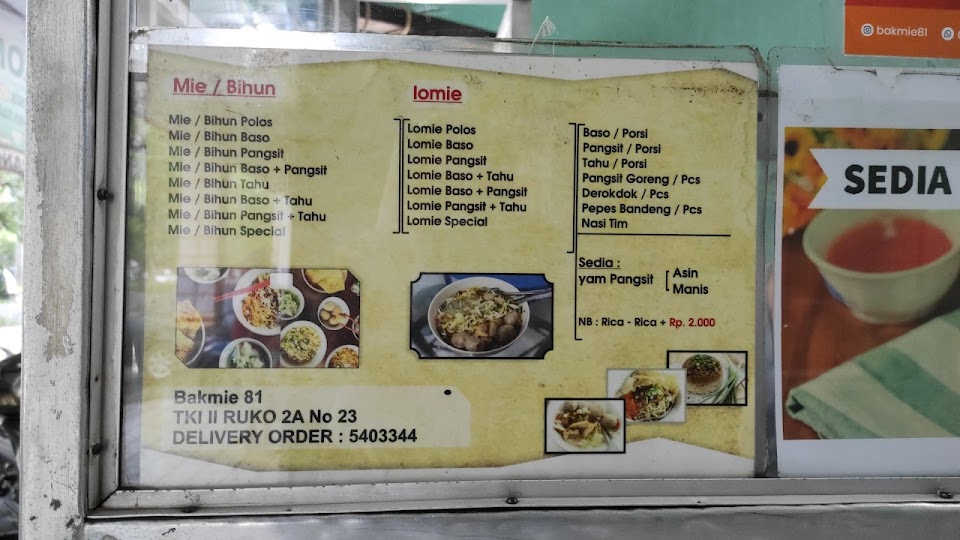 bakmie81
Mie / Bihun
Mie / Bihun Polos
Mie / Bihun Baso
Mie / Bihun Pangsit
Mie / Bihun Baso + Pangsit
Mie / Bihun Tahu
Mie / Bihun Baso + Tahu
Mie / Bihun Pangsit + Tahu
Mie / Bihun Special
lomie
Lomie Polos
Lomie Baso
Lomie Pangsit
Lomie Baso + Tahu
Lomie Baso + Pangsit
Lomie Pangsit + Tahu
Lomie Special
Baso / Porsi
Pangsit / Porsi
Tahu / Porsi
Pangsit Goreng / Pcs
Derokdok / Pcs
Pepes Bandeng / Pcs
Nasi Tim
Sedia :
yam Pangsit
Asin
Manis
NB : Rica - Rica + Rp. 2.000
Bakmie 81
TKI II RUKO 2A No 23
DELIVERY ORDER : 5403344
SEDIA